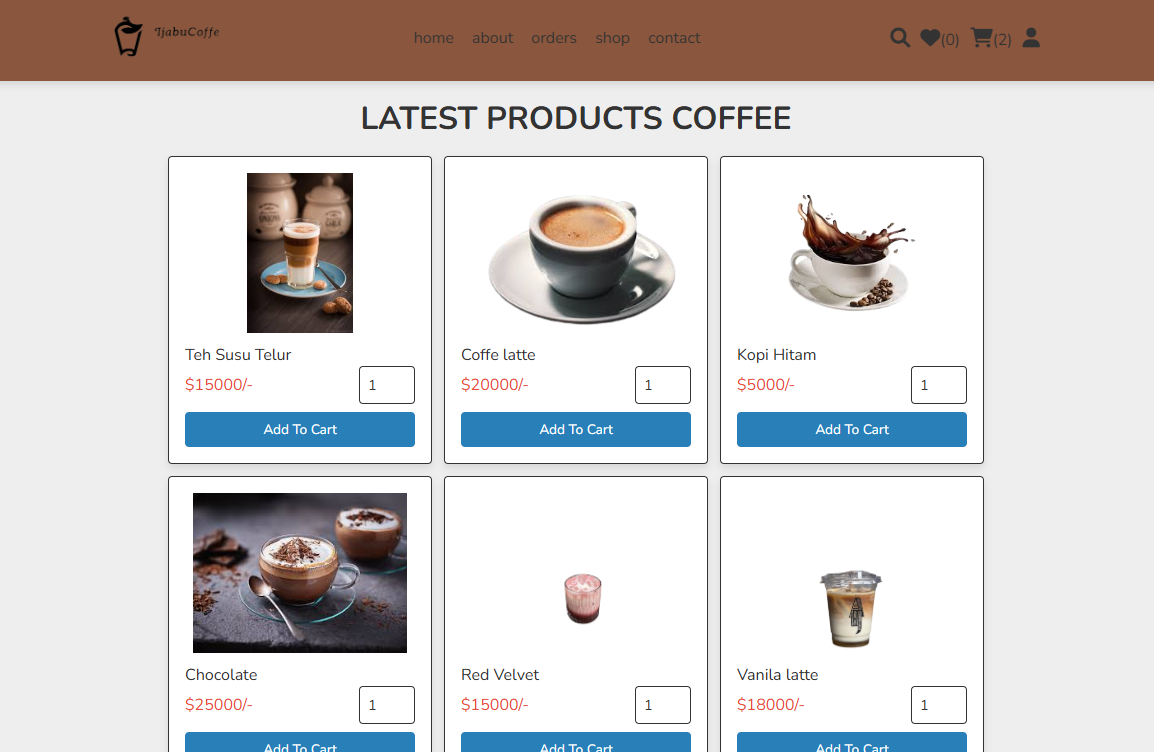 IjabuCoffe
home about orders shop contact
(0) (2)
LATEST PRODUCTS COFFEE
Teh Susu Telur
$15000/- 1
Add To Cart
Coffe latte
$20000/- 1
Add To Cart
Kopi Hitam
$5000/- 1
Add To Cart
Chocolate
$25000/- 1
Add To Cart
Red Velvet
$15000/- 1
Add To Cart
Vanila latte
$18000/- 1
Add To Cart